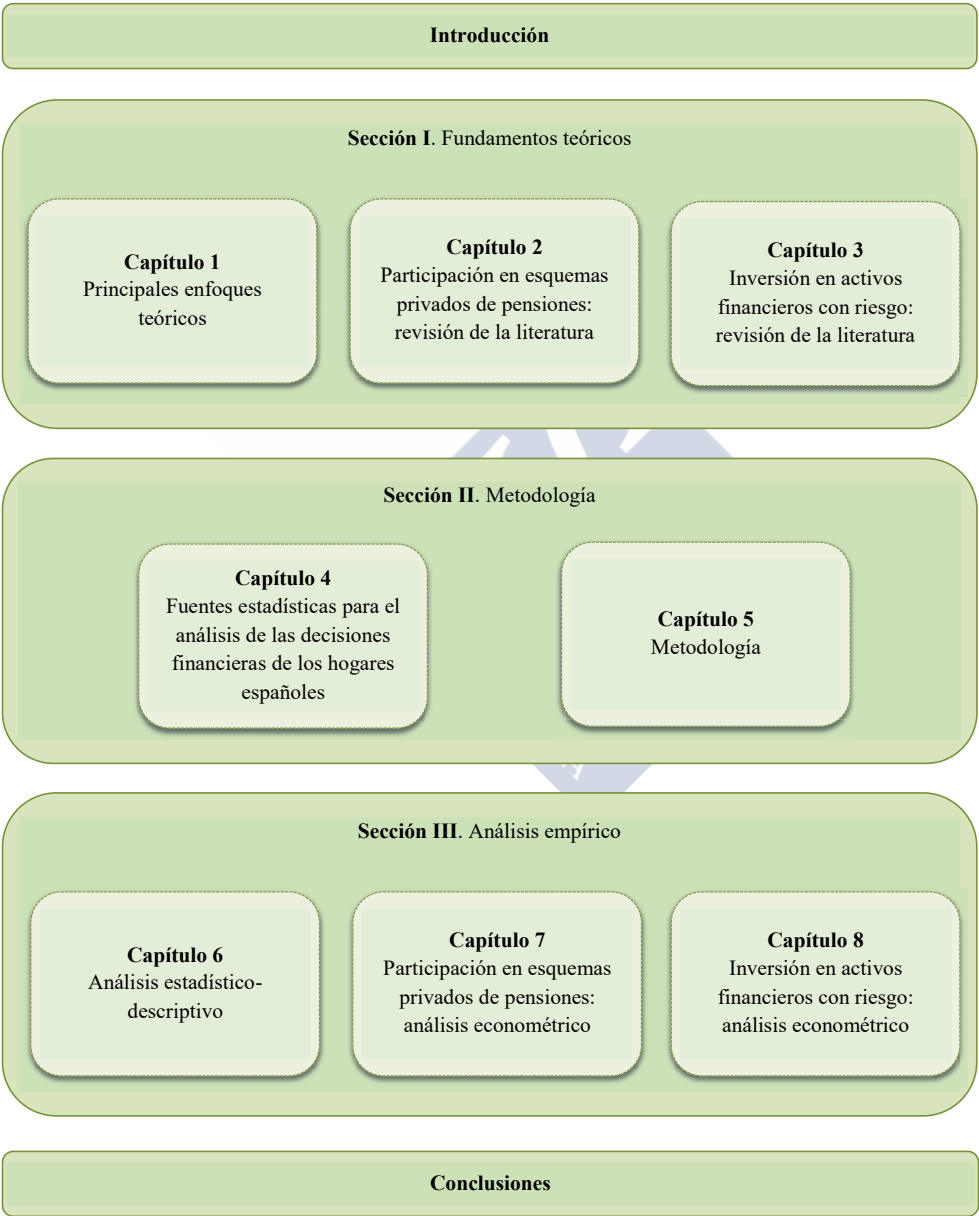 Introducción
Sección I. Fundamentos teóricos
Capítulo 1
Principales enfoques
teóricos
Capítulo 2
Participación en esquemas
privados de pensiones:
revisión de la literatura
Capítulo 3
Inversión en activos
financieros con riesgo:
revisión de la literatura
Sección II. Metodología
Capítulo 4
Fuentes estadísticas para el
análisis de las decisiones
financieras de los hogares
españoles
Capítulo 5
Metodología
Sección III. Análisis empírico
Capítulo 6
Análisis estadístico-
descriptivo
Capítulo 7
Participación en esquemas
privados de pensiones:
análisis econométrico
Capítulo 8
Inversión en activos
financieros con riesgo:
análisis econométrico
Conclusiones